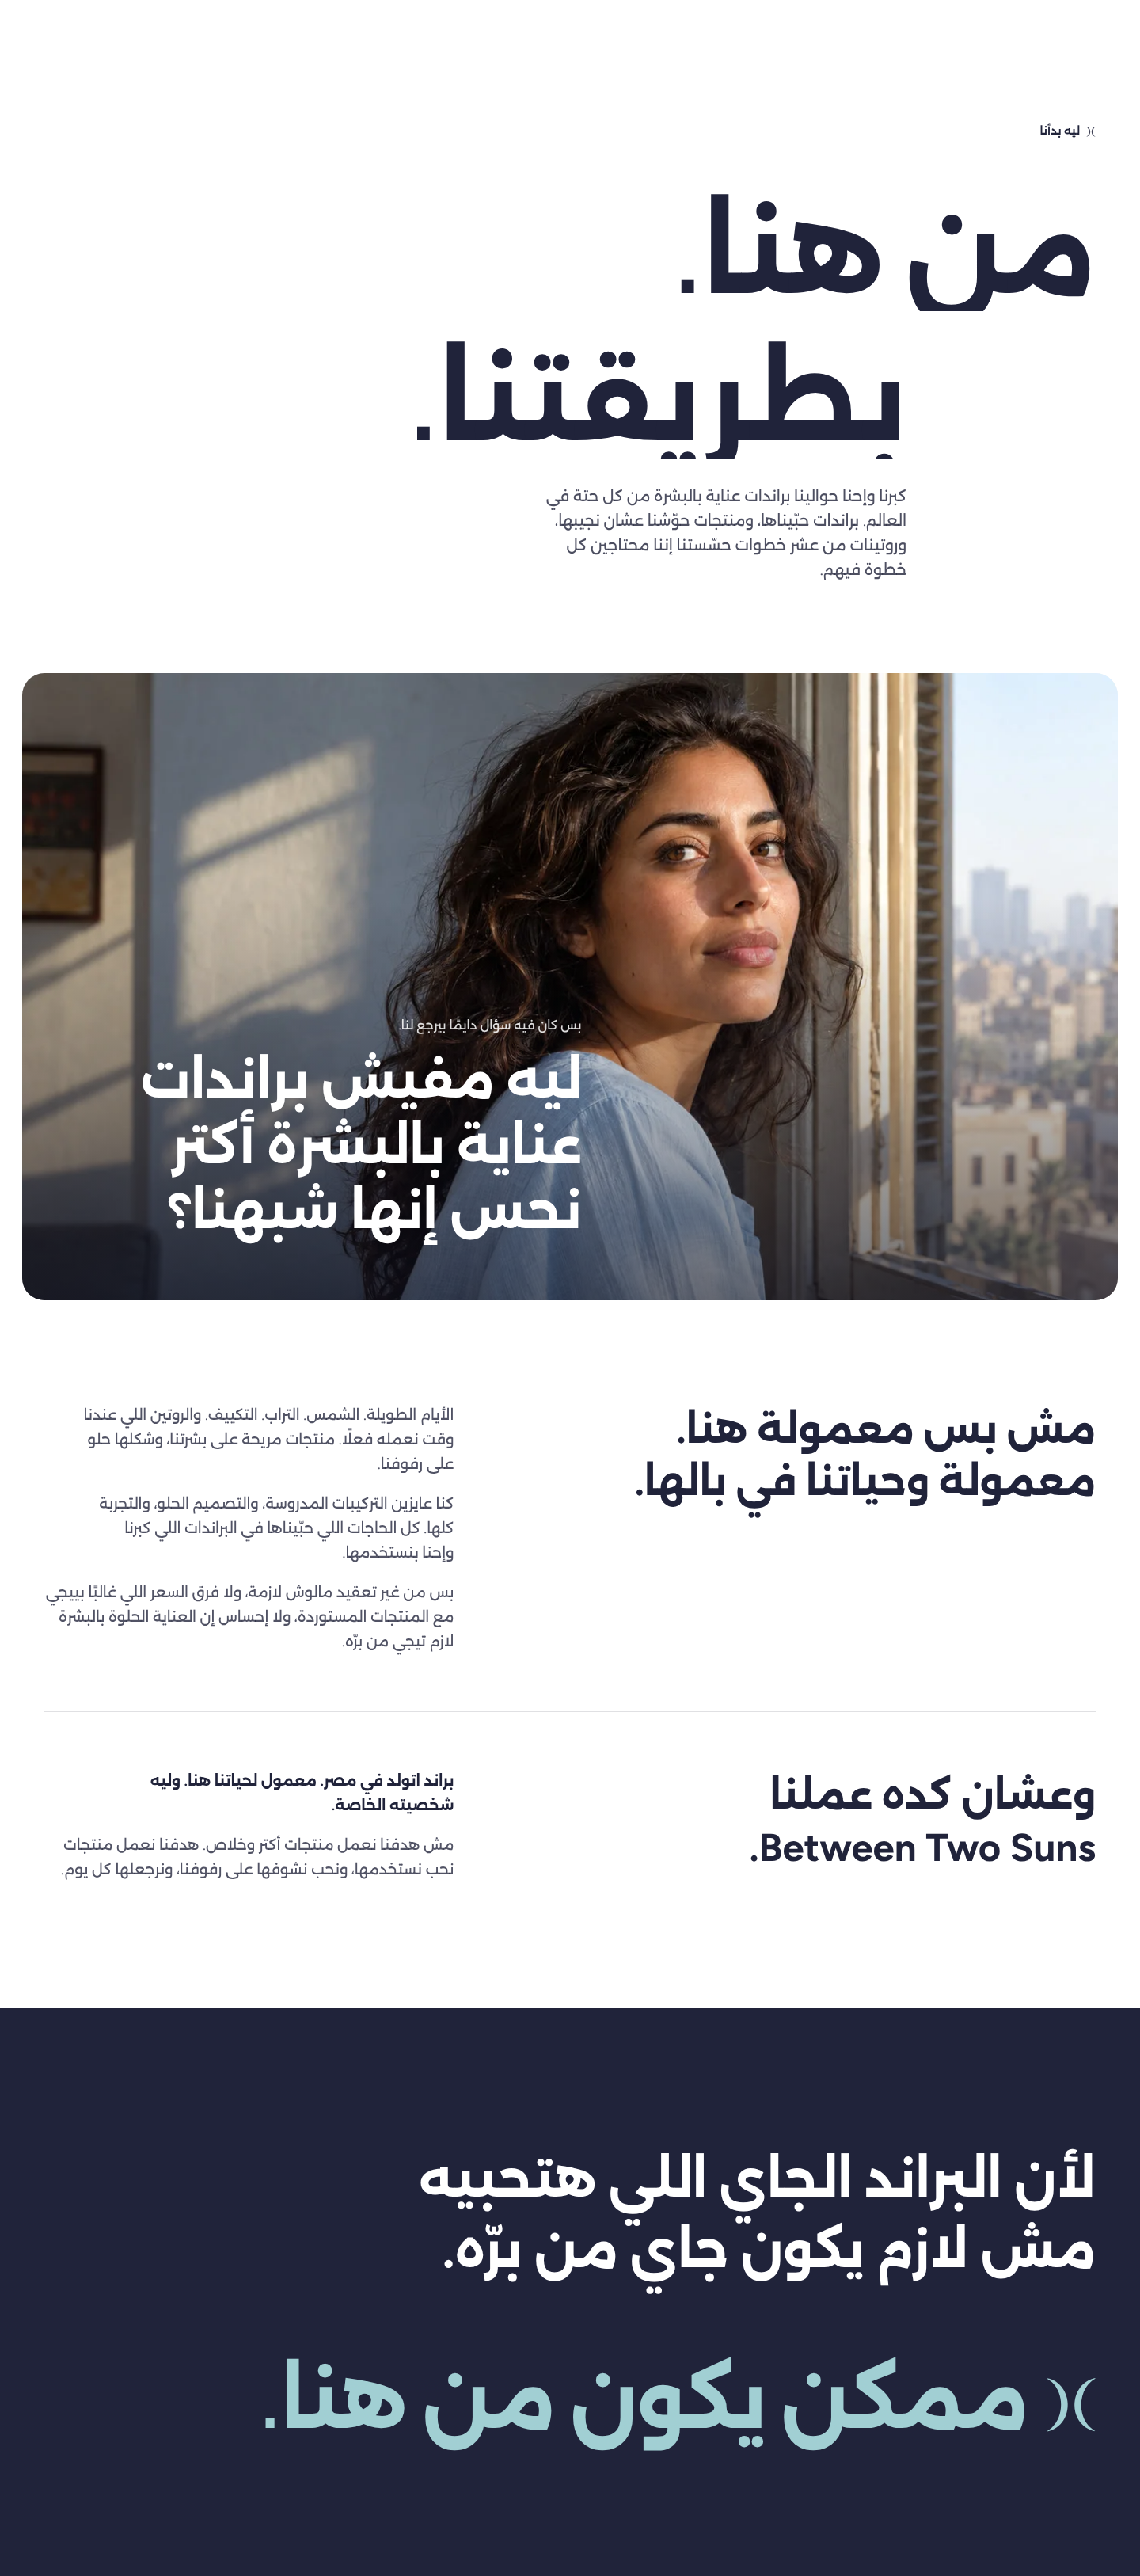 ليه بدأنا
من هنا.
بطريقتنا.
كبرنا وإحنا حوالينا براندات عناية بالبشرة من كل حتة في
العالم. براندات حبّيناها، ومنتجات حوّشنا عشان نجيبها،
وروتينات من عشر خطوات حسّستنا إننا محتاجين كل
خطوة فيهم.
بس كان فيه سؤال دايمًا بيرجع لنا.
ليه مفيش براندات
عناية بالبشرة أكتر
نحس إنها شبهنا؟
مش بس معمولة هنا.
معمولة وحياتنا في بالها.
الأيام الطويلة. الشمس. التراب. التكييف. والروتين اللي عندنا
وقت نعمله فعلًا. منتجات مريحة على بشرتنا، وشكلها حلو
على رفوفنا.
كنا عايزين التركيبات المدروسة، والتصميم الحلو، والتجربة
كلها. كل الحاجات اللي حبّيناها في البراندات اللي كبرنا
وإحنا بنستخدمها.
بس من غير تعقيد مالوش لازمة، ولا فرق السعر اللي غالبًا بييجي
مع المنتجات المستوردة، ولا إحساس إن العناية الحلوة بالبشرة
لازم تيجي من برّه.
وعشان كده عملنا
Between Two Suns.
براند اتولد في مصر. معمول لحياتنا هنا. وليه
شخصيته الخاصة.
مش هدفنا نعمل منتجات أكتر وخلاص. هدفنا نعمل منتجات
نحب نستخدمها، ونحب نشوفها على رفوفنا، ونرجعلها كل يوم.
لأن البراند الجاي اللي هتحبيه
مش لازم يكون جاي من برّه.
ممكن يكون من هنا.